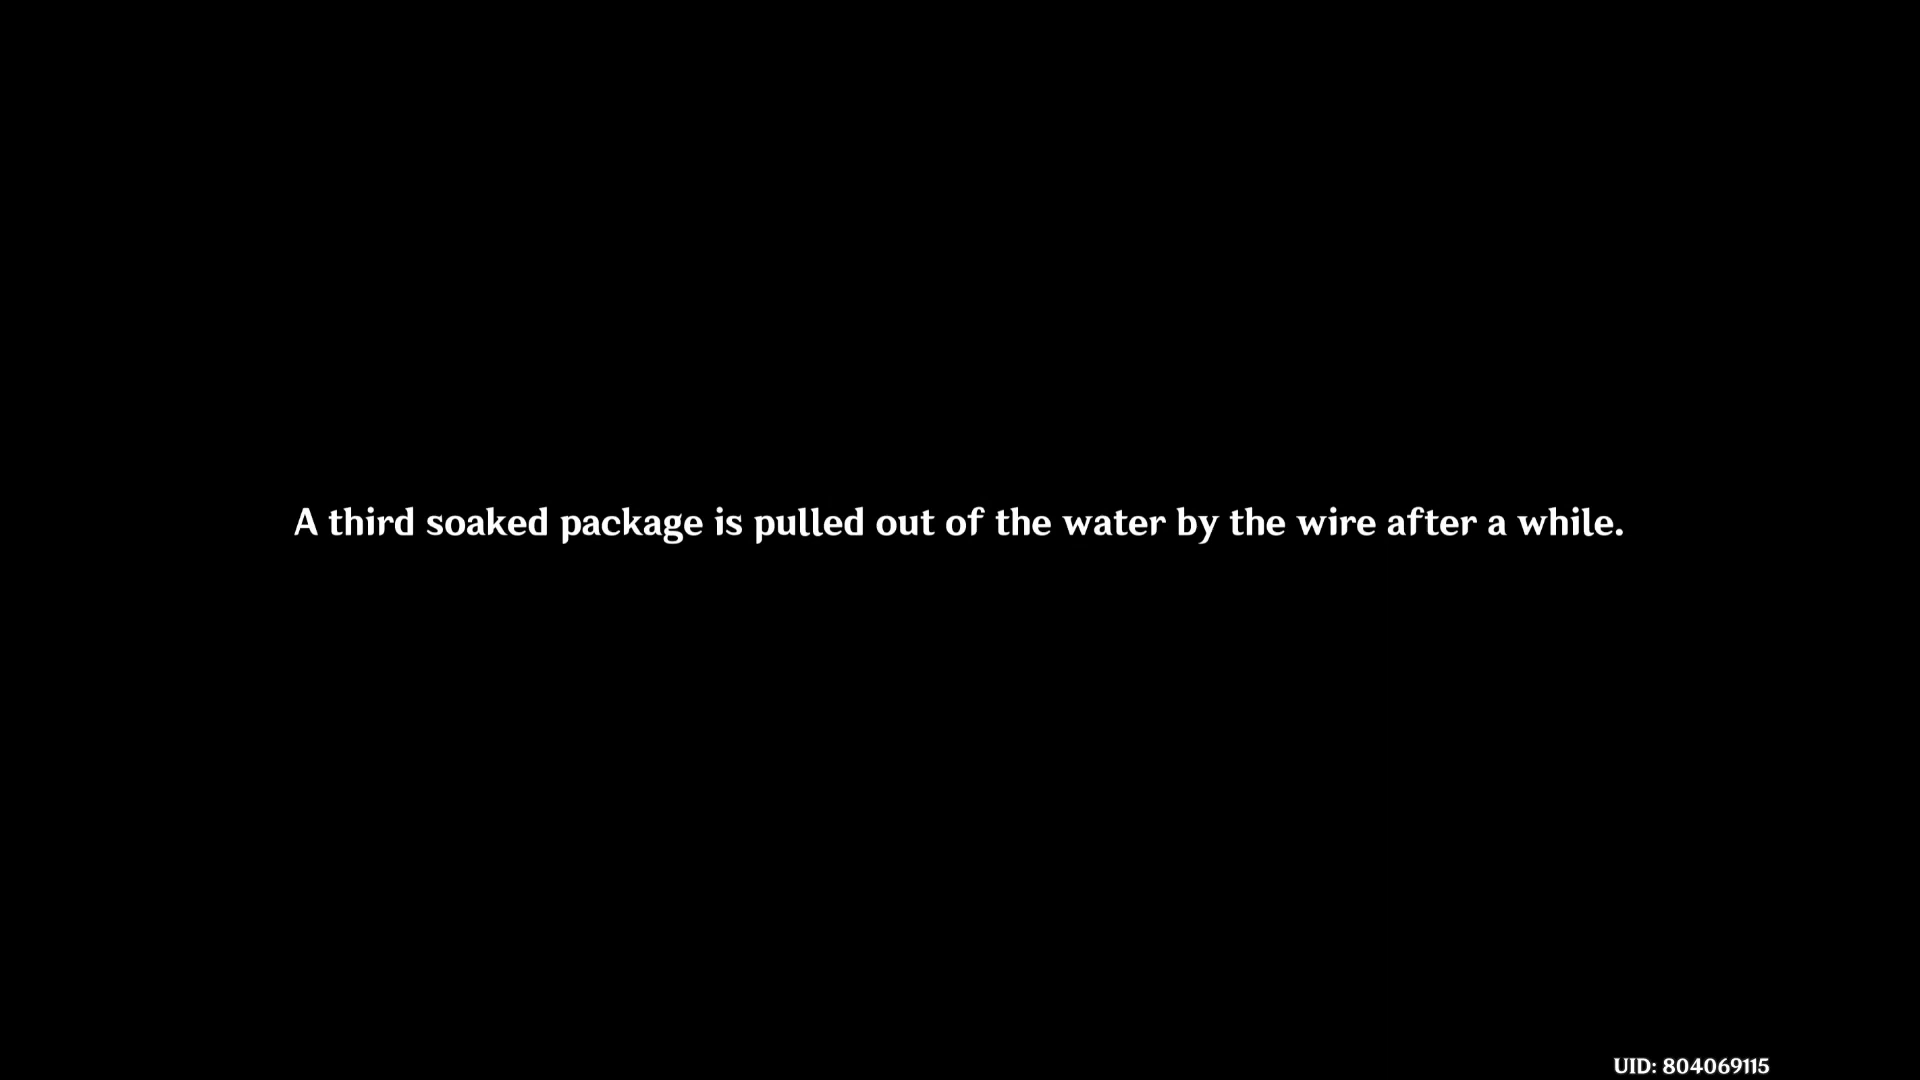 A third soaked package is pulled out of the water by the wire after a while.
UID: 804069115